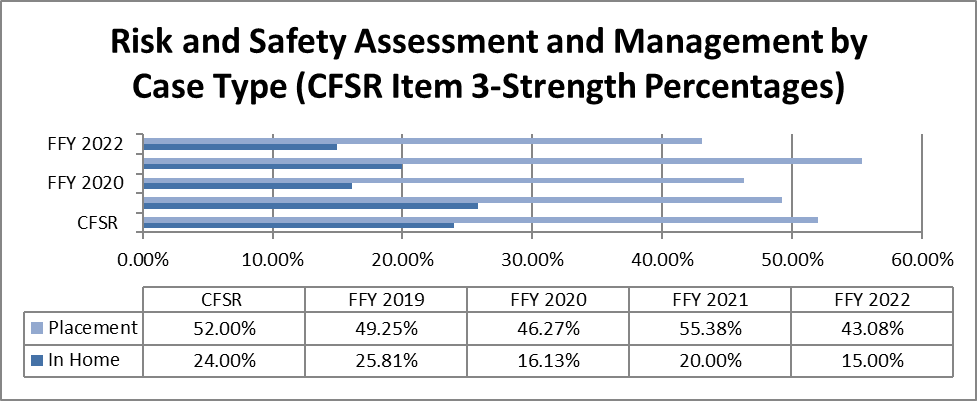 Risk and Safety Assessment and Management by
Case Type (CFSR Item 3-Strength Percentages)
FFY 2022
FFY 2020
CFSR
0.00% 10.00% 20.00% 30.00% 40.00% 50.00% 60.00%
CFSR FFY 2019 FFY 2020 FFY 2021 FFY 2022
Placement 52.00% 49.25% 46.27% 55.38% 43.08%
In Home 24.00% 25.81% 16.13% 20.00% 15.00%